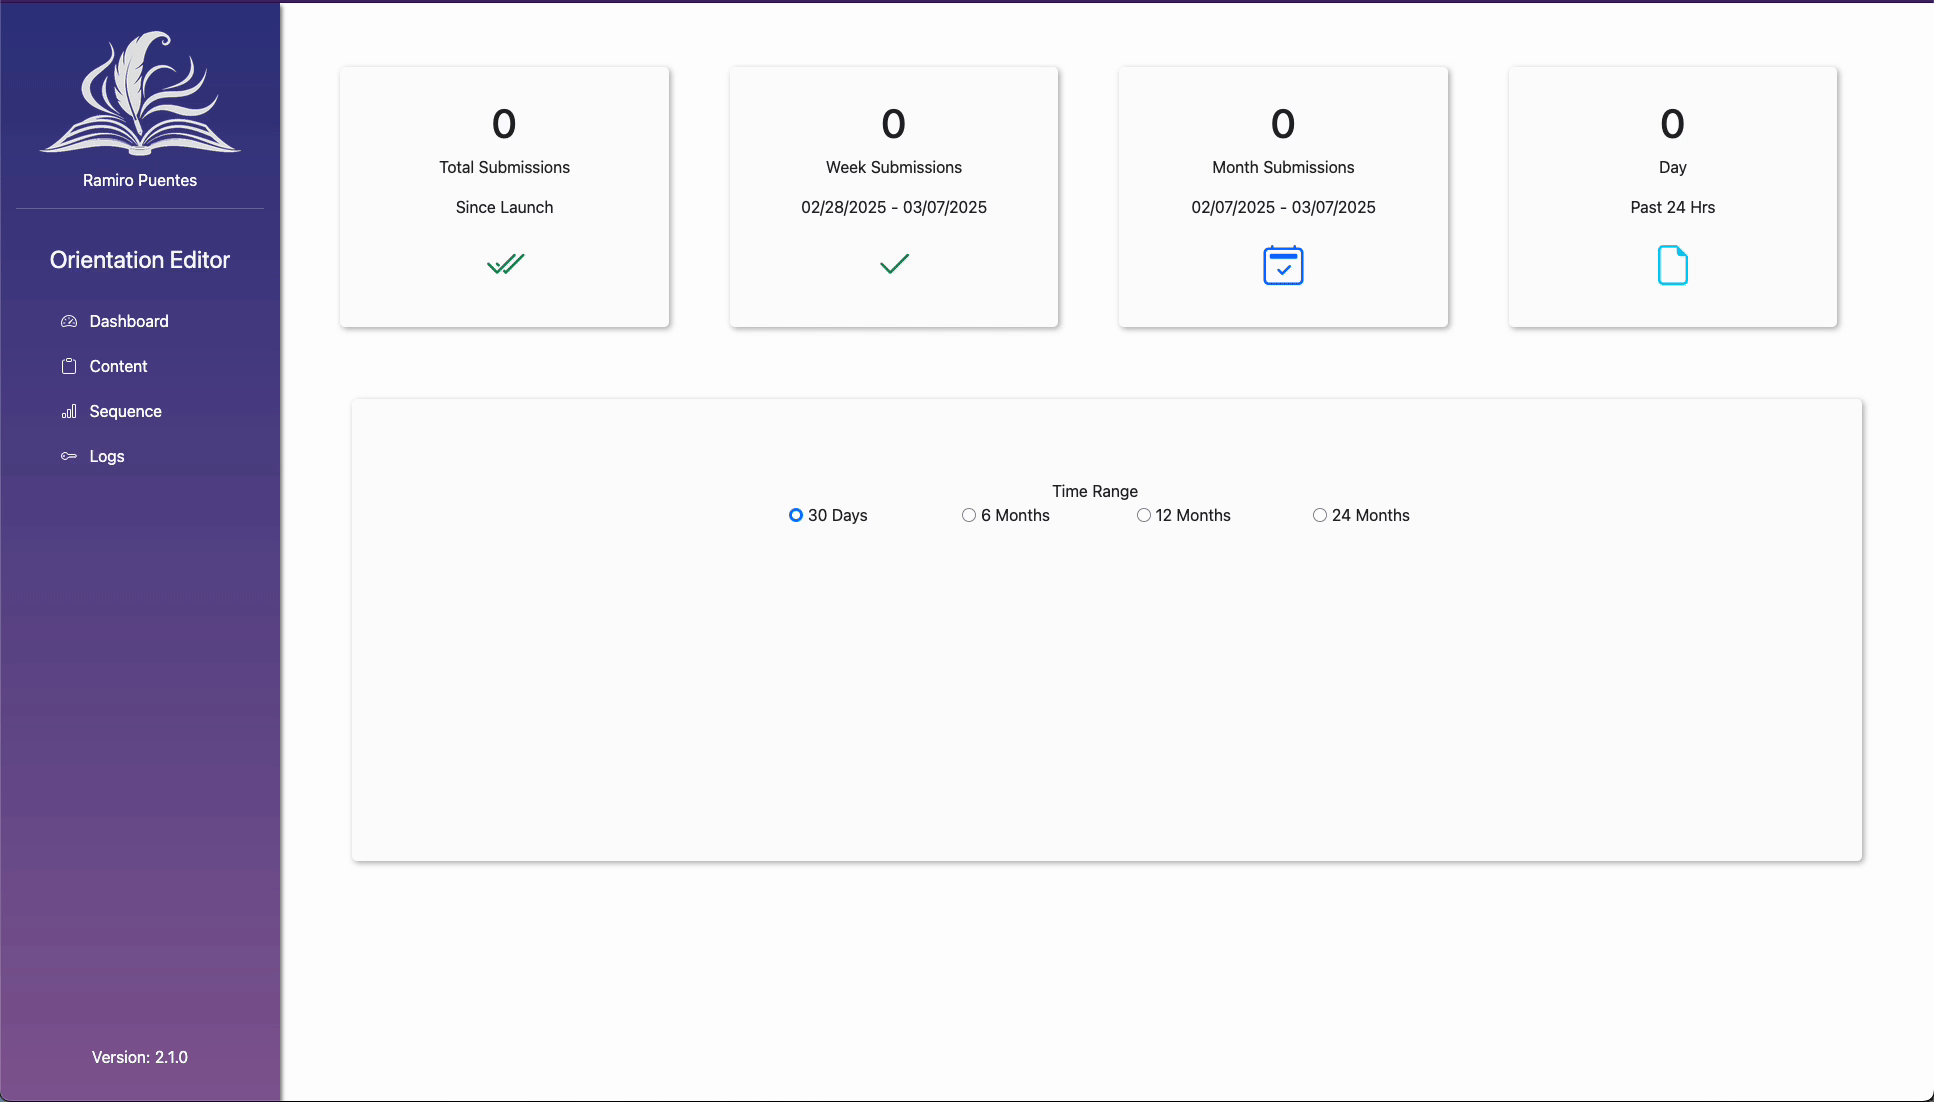 Ramiro Puentes
Orientation Editor
Dashboard
Content
Sequence
Logs
Version: 2.1.0
0
Total Submissions
Since Launch
0
Week Submissions
02/28/2025 - 03/07/2025
0
Month Submissions
02/07/2025 - 03/07/2025
0
Day
Past 24 Hrs
Time Range
30 Days 6 Months 12 Months 24 Months